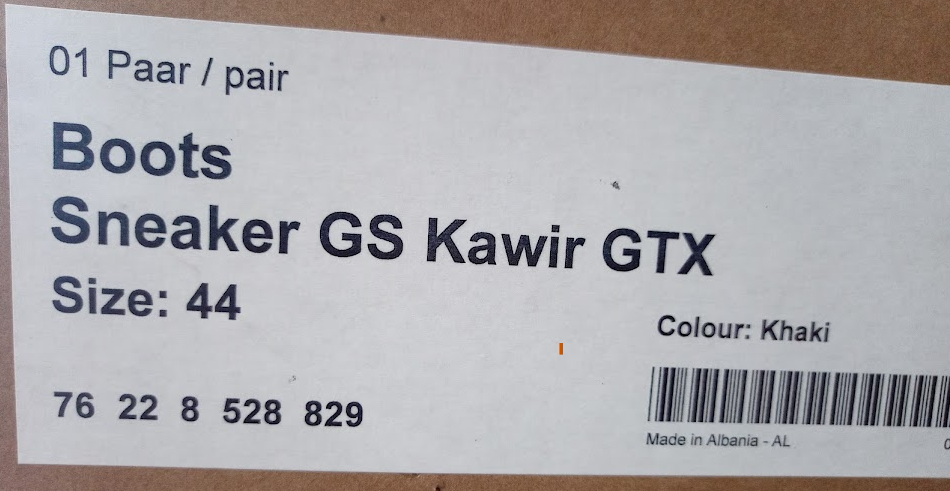 01 Paar / pair
Boots
Sneaker GS Kawir GTX
Size: 44
Colour: Khaki
76 22 8 528 829
Made in Albania - AL